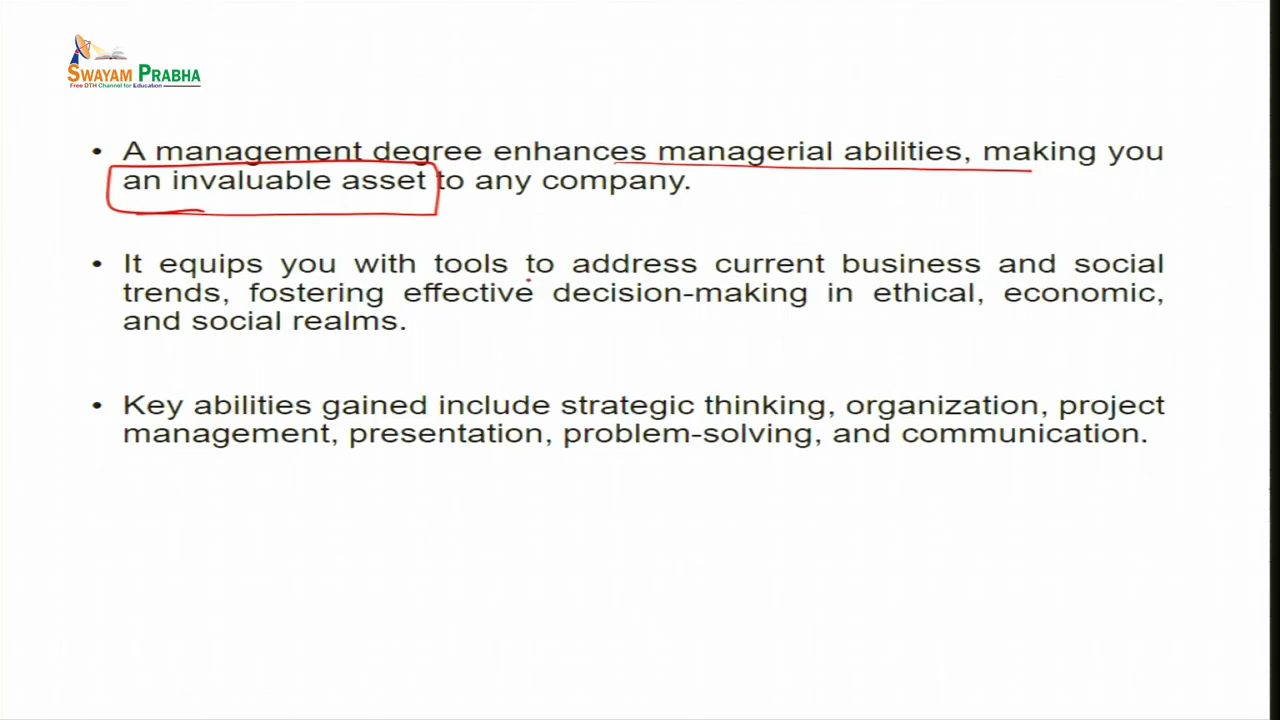 SWAYAM PRABHA
Free DTH Channel for Education
• A management degree enhances managerial abilities, making you
an invaluable asset to any company.
• It equips you with tools to address current business and social
trends, fostering effective decision-making in ethical, economic,
and social realms.
• Key abilities gained include strategic thinking, organization, project
management, presentation, problem-solving, and communication.